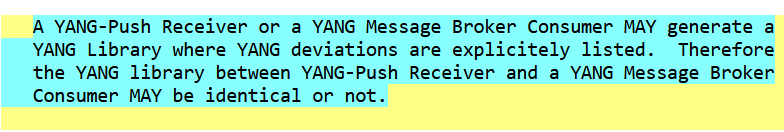 A YANG-Push Receiver or a YANG Message Broker Consumer MAY generate a
YANG Library where YANG deviations are explicitely listed.  Therefore
the YANG library between YANG-Push Receiver and a YANG Message Broker
Consumer MAY be identical or not.